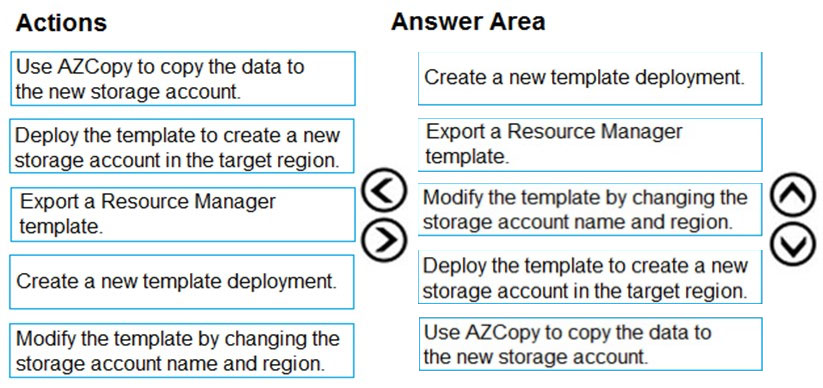 Actions
Use AZCopy to copy the data to
the new storage account.
Deploy the template to create a new
storage account in the target region.
Export a Resource Manager
template.
Create a new template deployment.
Modify the template by changing the
storage account name and region.
Answer Area
Create a new template deployment.
Export a Resource Manager
template.
Modify the template by changing the
storage account name and region.
Deploy the template to create a new
storage account in the target region.
Use AZCopy to copy the data to
the new storage account.